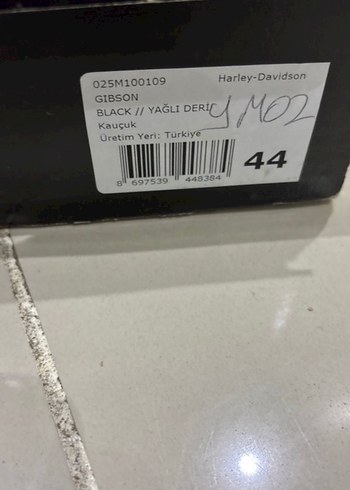 025M100109 Harley-Davidson
GIBSON
BLACK // YAĞLI DERİ
Kauçuk
Üretim Yeri: Türkiye
44
8 697539 448384